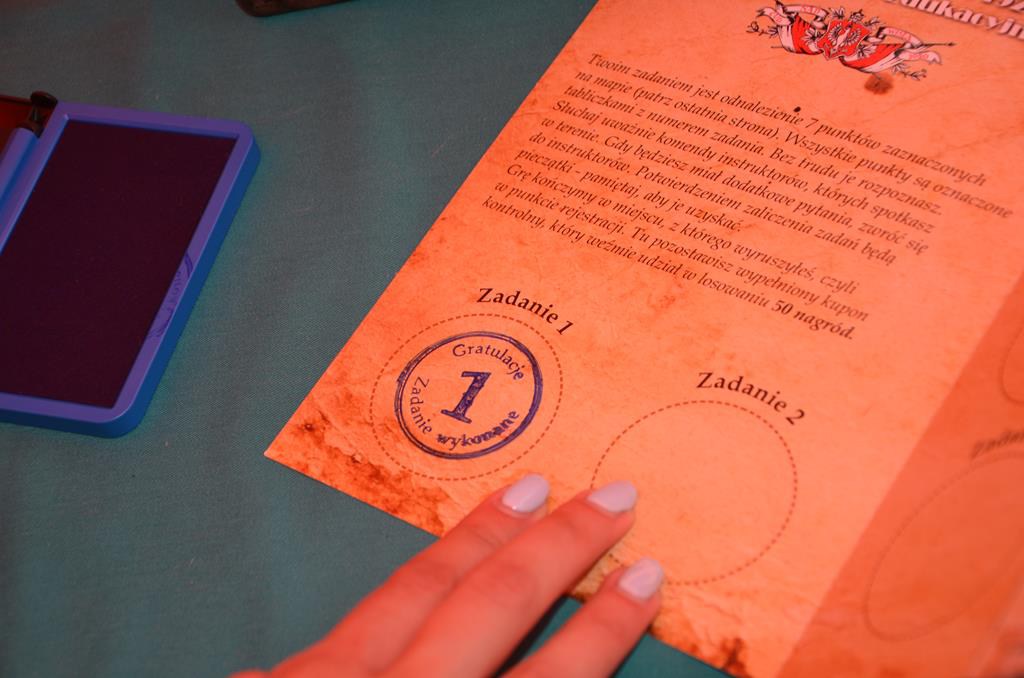 edukacyjn
Twoim zadaniem jest odnalezienie 7 punktów zaznaczonych
na mapie (patrz ostatnia strona). Wszystkie punkty są oznaczone
tabliczkami z numerem zadania. Bez trudu je rozpoznasz.
Słuchaj uważnie komendy instruktorów, których spotkasz
w terenie. Gdy będziesz miał dodatkowe pytania, zwróć się
do instruktorów. Potwierdzeniem zaliczenia zadań będą
pieczątki - pamiętaj, aby je uzyskać.
Grę kończymy w miejscu, z którego wyruszyłeś, czyli
w punkcie rejestracji. Tu pozostawisz wypełniony kupon
kontrolny, który weźmie udział w losowaniu 50 nagród.
Zadanie 1
Gratulacje
1
Zadanie wykonane
Zadanie 2